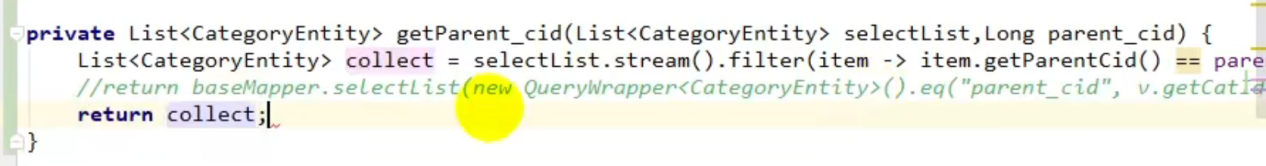 private List<CategoryEntity> getParent_cid(List<CategoryEntity> selectList,Long parent_cid) {
List<CategoryEntity> collect = selectList.stream().filter(item -> item.getParentCid() == pare
//return baseMapper.selectList(new QueryWrapper<CategoryEntity>().eq("parent_cid", v.getCatId
return collect;
}